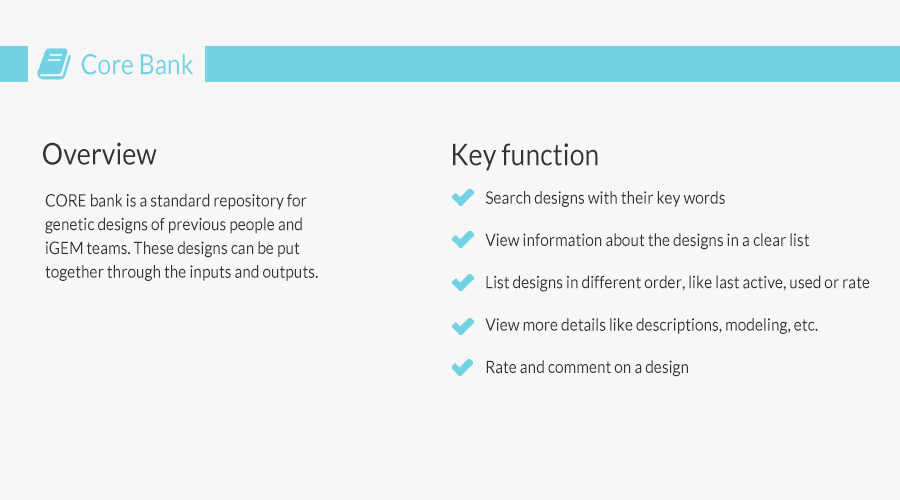 Core Bank
Overview
CORE bank is a standard repository for
genetic designs of previous people and
iGEM teams. These designs can be put
together through the inputs and outputs.
Key function
Search designs with their key words
View information about the designs in a clear list
List designs in different order, like last active, used or rate
View more details like descriptions, modeling, etc.
Rate and comment on a design